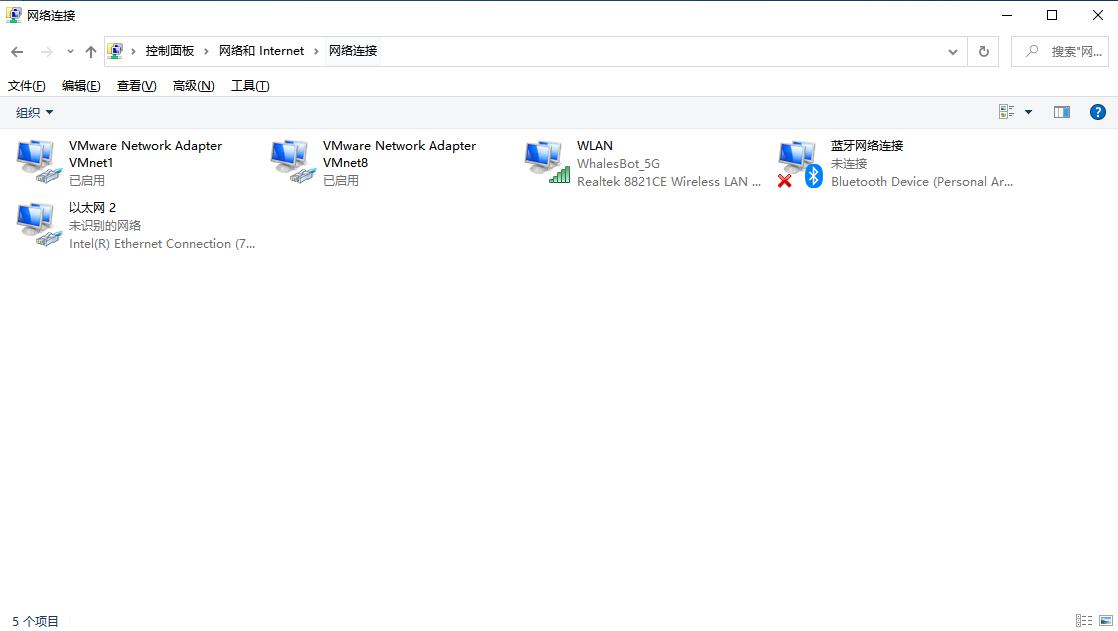 网络连接
控制面板 › 网络和 Internet › 网络连接
搜索"网...
文件(F) 编辑(E) 查看(V) 高级(N) 工具(T)
组织
VMware Network Adapter
VMnet1
已启用
VMware Network Adapter
VMnet8
已启用
WLAN
WhalesBot_5G
Realtek 8821CE Wireless LAN ...
蓝牙网络连接
未连接
Bluetooth Device (Personal Ar...
以太网 2
未识别的网络
Intel(R) Ethernet Connection (7...
5 个项目